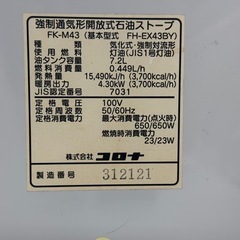 強制通気形開放式石油ストーブ
FK-M43 (基本型式 FH-EX43BY)
種類 気化式・強制対流形
使用燃料 灯油(JIS1号灯油)
油タンク容量 7.2L
燃料消費量 0.449L/h
発熱量 15,490kJ/h (3,700kcal/h)
暖房出力 4.30kW (3,700kcal/h)
JIS認定番号 7031
定格電圧 100V
定格周波数 50/60Hz
定格消費電力 最大消費電力(点火時)
650/650W
燃焼時消費電力
23/23W
株式会社 コロナ
製造番号 312121